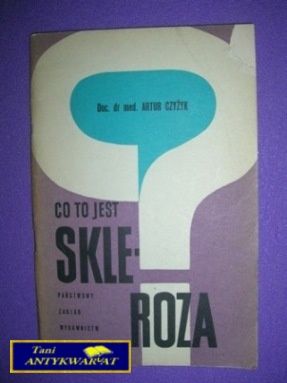 Doc. dr med. ARTUR CZYŻYK
CO TO JEST
SKLE-
ROZA
PAŃSTWOWY
ZAKŁAD
WYDAWNICTW
Tani
ANTYKWARIAT